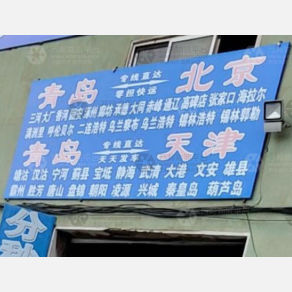 青岛 专线直达 零担快运 北京
三河 大厂 香河 固安 涿州 廊坊 承德 大同 赤峰 通辽 高碑店 张家口 海拉尔
满洲里 呼伦贝尔 二连浩特 乌兰察布 乌兰浩特 锡林浩特 锡林郭勒
青岛 专线直达 天天发车 天津
塘沽 汉沽 宁河 蓟县 宝坻 静海 武清 大港 文安 雄县
霸州 胜芳 唐山 盘锦 朝阳 凌源 兴城 秦皇岛 葫芦岛
分